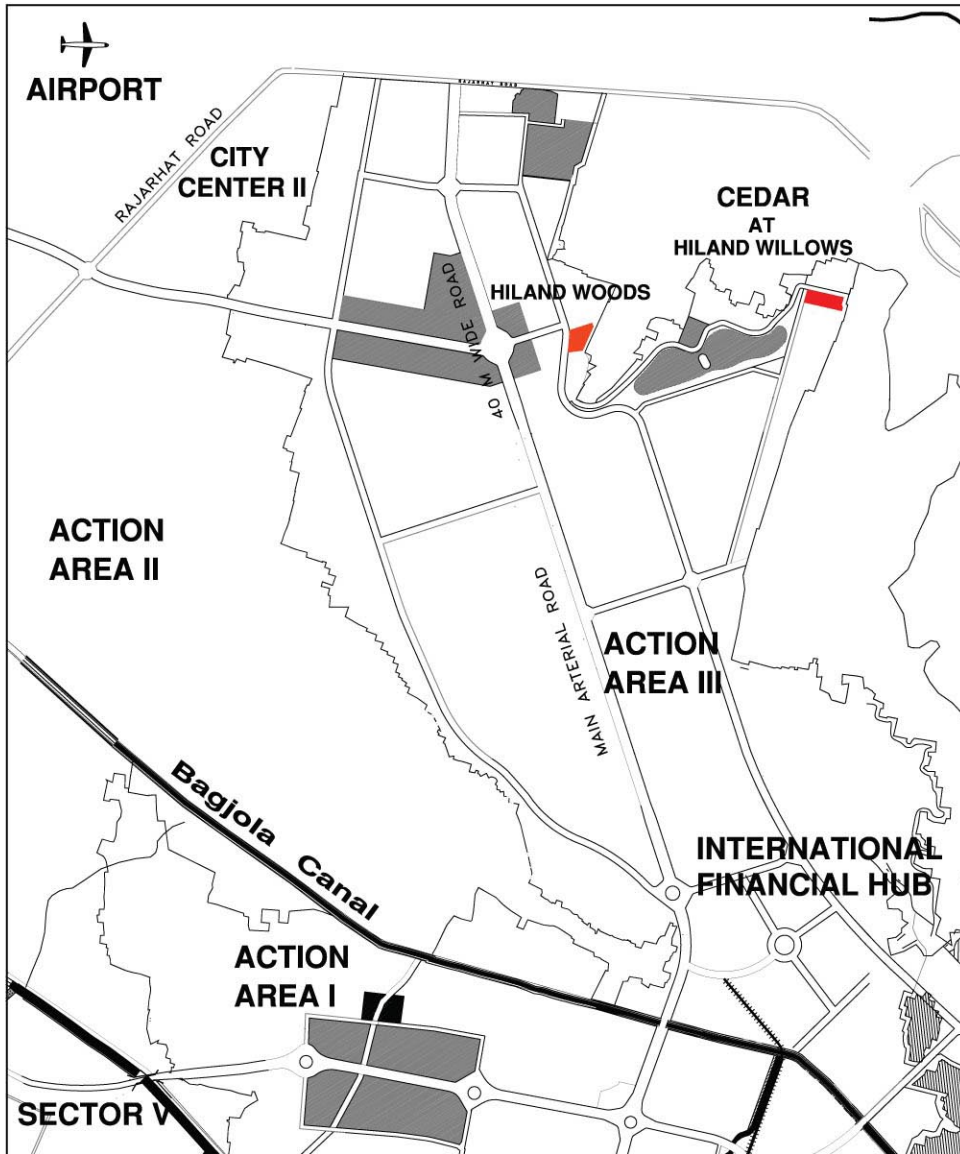 AIRPORT
RAJARHAT ROAD
RAJARHAT ROAD
CITY
CENTER II
CEDAR
AT
HILAND WILLOWS
HILAND WOODS
40 M WIDE ROAD
ACTION
AREA II
MAIN ARTERIAL ROAD
ACTION
AREA III
Bagjola Canal
INTERNATIONAL
FINANCIAL HUB
ACTION
AREA I
SECTOR V